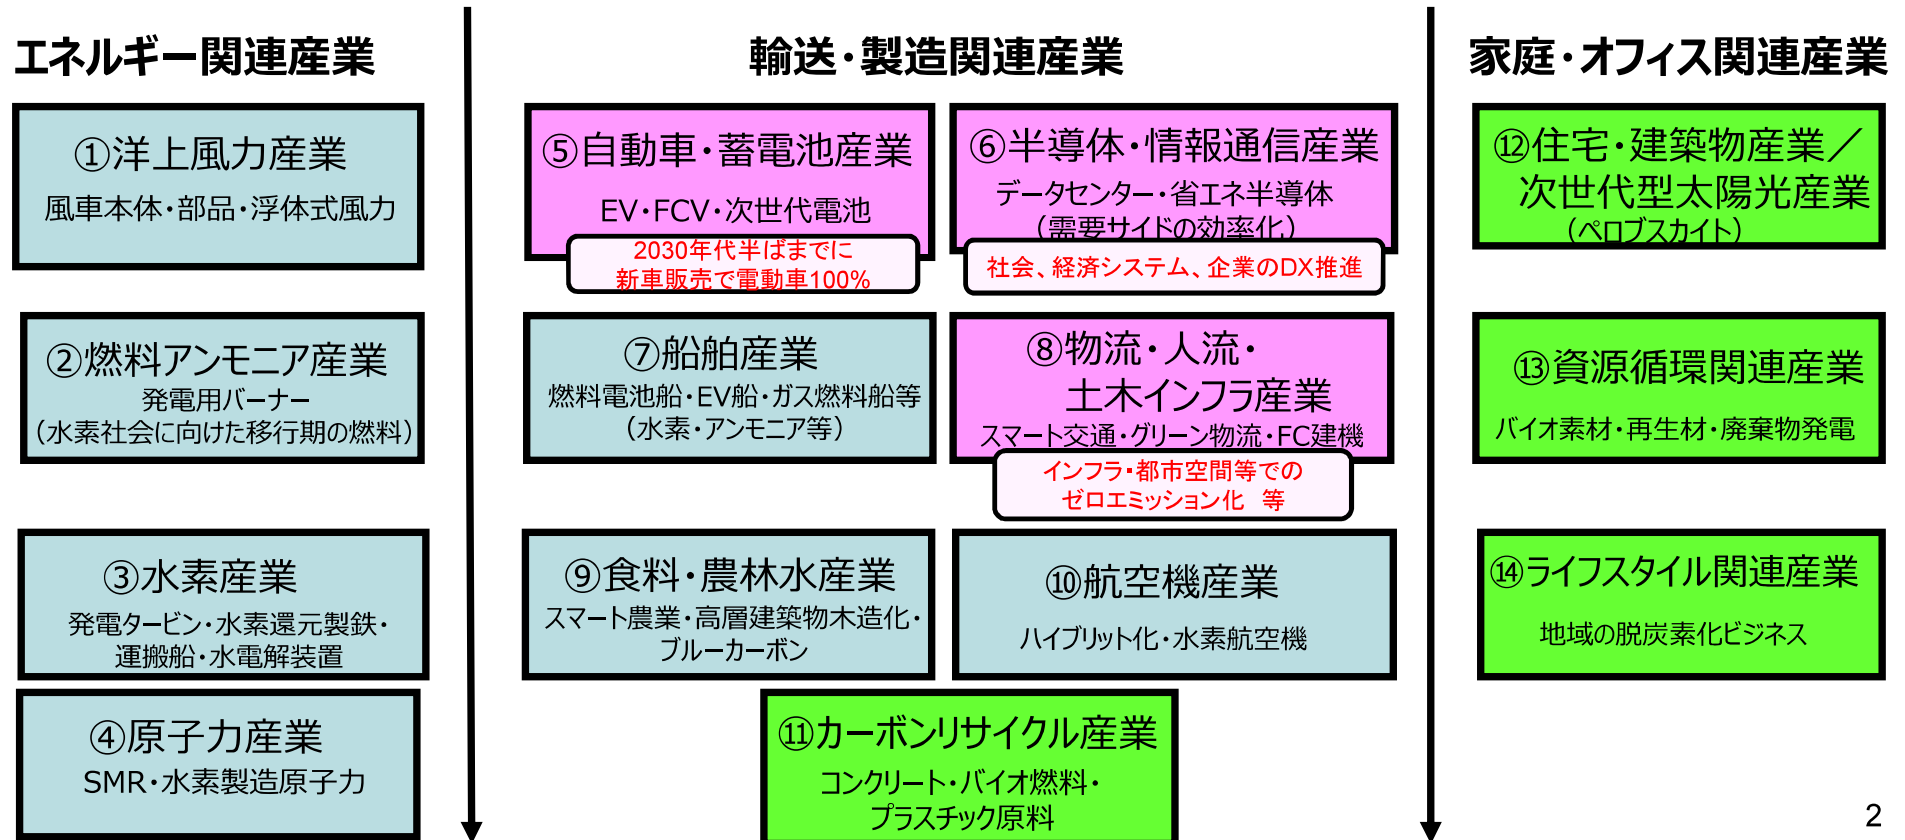 エネルギー関連産業
①洋上風力産業
風車本体・部品・浮体式風力
②燃料アンモニア産業
発電用バーナー
（水素社会に向けた移行期の燃料）
③水素産業
発電タービン・水素還元製鉄・
運搬船・水電解装置
④原子力産業
SMR・水素製造原子力
輸送・製造関連産業
⑤自動車・蓄電池産業
EV・FCV・次世代電池
2030年代半ばまでに
新車販売で電動車100%
⑥半導体・情報通信産業
データセンター・省エネ半導体
（需要サイドの効率化）
社会、経済システム、企業のDX推進
⑦船舶産業
燃料電池船・EV船・ガス燃料船等
（水素・アンモニア等）
⑧物流・人流・
土木インフラ産業
スマート交通・グリーン物流・FC建機
インフラ・都市空間等での
ゼロエミッション化　等
⑨食料・農林水産業
スマート農業・高層建築物木造化・
ブルーカーボン
⑩航空機産業
ハイブリット化・水素航空機
⑪カーボンリサイクル産業
コンクリート・バイオ燃料・
プラスチック原料
家庭・オフィス関連産業
⑫住宅・建築物産業／
次世代型太陽光産業
（ペロブスカイト）
⑬資源循環関連産業
バイオ素材・再生材・廃棄物発電
⑭ライフスタイル関連産業
地域の脱炭素化ビジネス
2